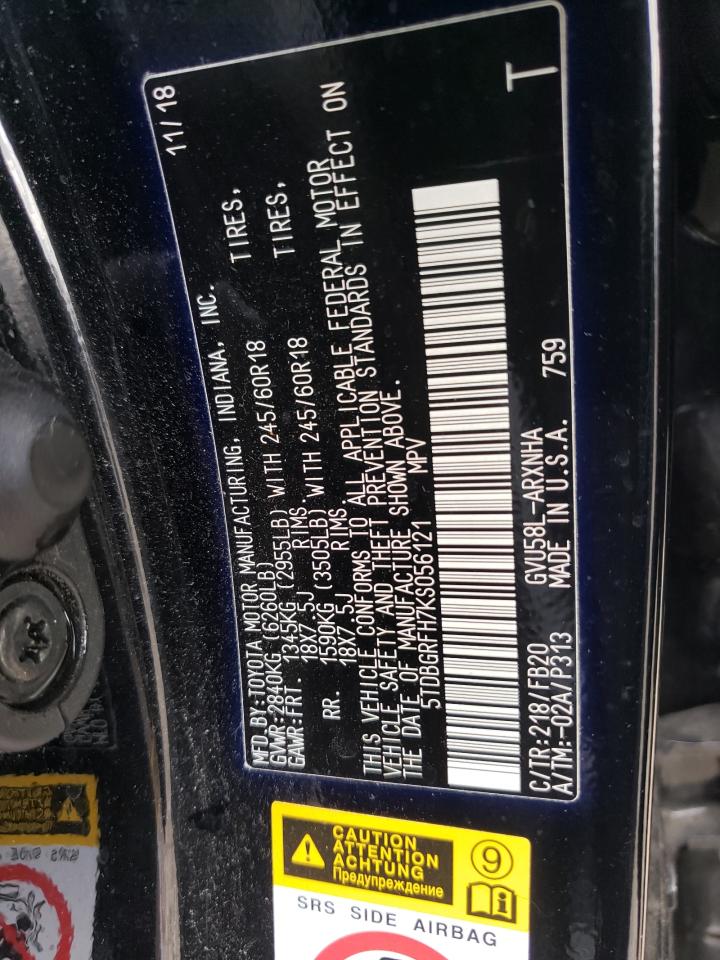 MFD.BY:TOYOTA MOTOR MANUFACTURING, INDIANA, INC. 11/18
GVWR:2840KG (6260LB)
GAWR:FRT. 1345KG (2955LB) WITH 245/60R18 TIRES,
18X7.5J RIMS.
RR. 1590KG (3505LB) WITH 245/60R18 TIRES,
18X7.5J RIMS
THIS VEHICLE CONFORMS TO ALL APPLICABLE FEDERAL MOTOR
VEHICLE SAFETY AND THEFT PREVENTION STANDARDS IN EFFECT ON
THE DATE OF MANUFACTURE SHOWN ABOVE.
5TDBGRFH7KS056121 MPV
C/TR:218/FB20 GVU58L-ARXNHA T
A/TM:-02A/P313 MADE IN U.S.A. 759
CAUTION
ATTENTION
ACHTUNG
Предупреждение
9
i
SRS SIDE AIRBAG